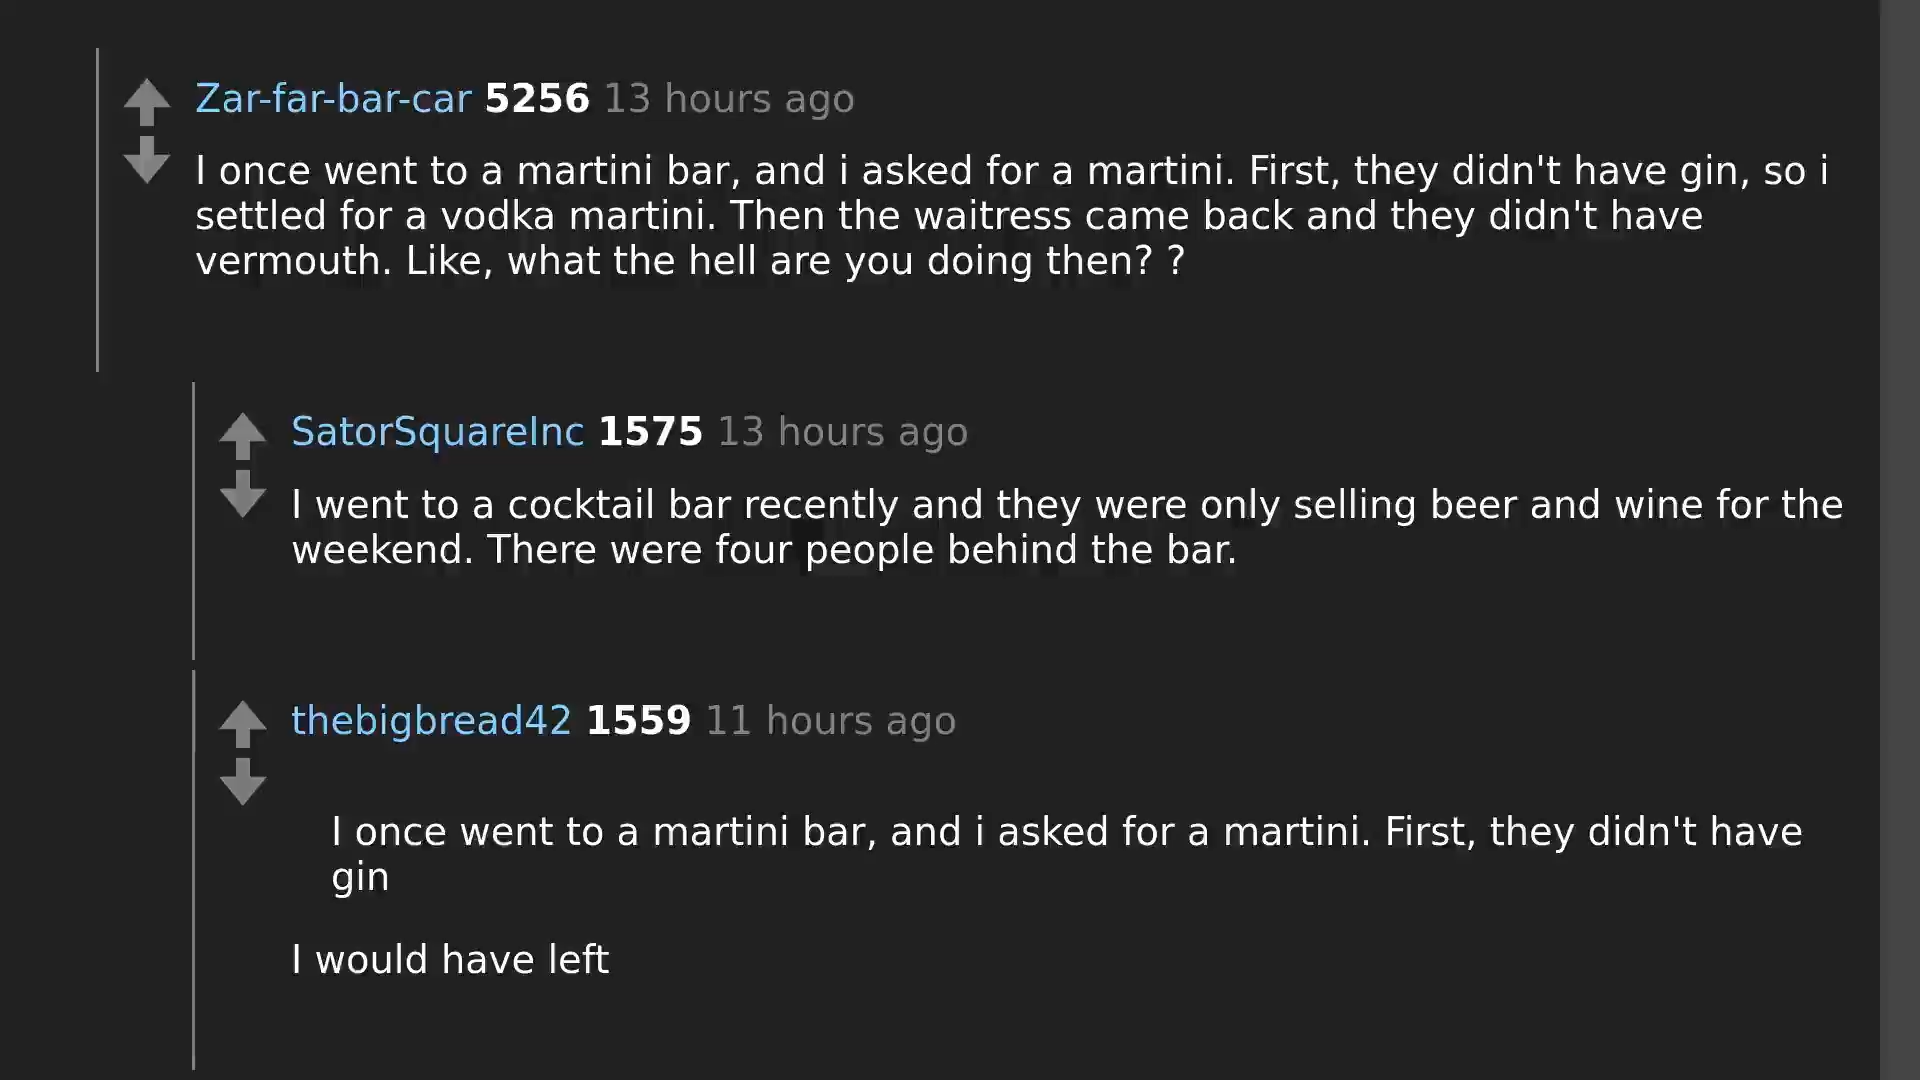 Zar-far-bar-car 5256 13 hours ago
I once went to a martini bar, and i asked for a martini. First, they didn't have gin, so i
settled for a vodka martini. Then the waitress came back and they didn't have
vermouth. Like, what the hell are you doing then? ?
SatorSquareInc 1575 13 hours ago
I went to a cocktail bar recently and they were only selling beer and wine for the
weekend. There were four people behind the bar.
thebigbread42 1559 11 hours ago
I once went to a martini bar, and i asked for a martini. First, they didn't have
gin
I would have left